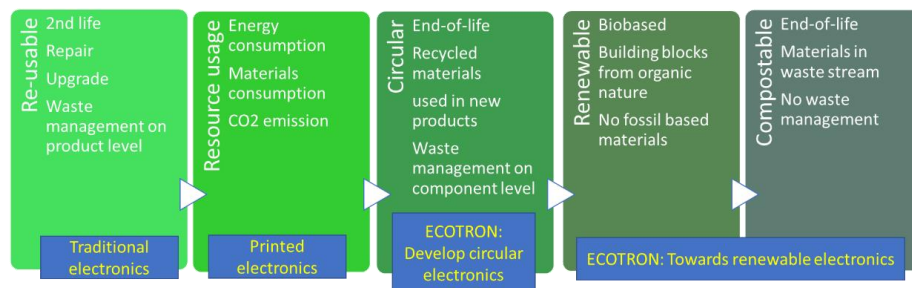 Re-usable
2nd life
Repair
Upgrade
Waste
management on
product level
Traditional
electronics
Resource usage
Energy
consumption
Materials
consumption
CO2 emission
Printed
electronics
Circular
End-of-life
Recycled
materials
used in new
products
Waste
management on
component level
ECOTRON:
Develop circular
electronics
Renewable
Biobased
Building blocks
from organic
nature
No fossil based
materials
Compostable
End-of-life
Materials in
waste stream
No waste
management
ECOTRON: Towards renewable electronics